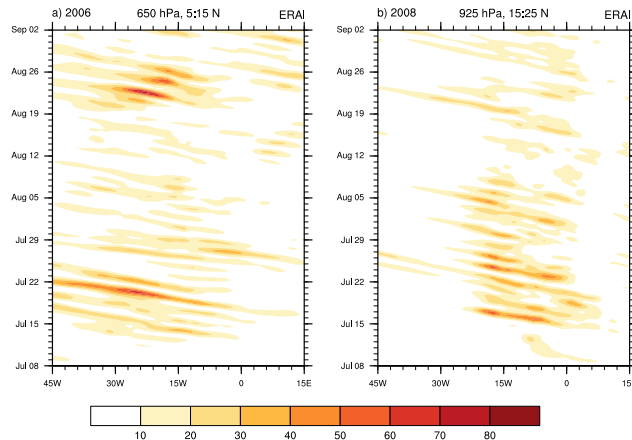 a) 2006 650 hPa, 5:15 N ERAI
b) 2008 925 hPa, 15:25 N ERAI
Sep 02 Sep 02
Aug 26 Aug 26
Aug 19 Aug 19
Aug 12 Aug 12
Aug 05 Aug 05
Jul 29 Jul 29
Jul 22 Jul 22
Jul 15 Jul 15
Jul 08 Jul 08
45W 30W 15W 0 15E 45W 30W 15W 0 15E
10 20 30 40 50 60 70 80